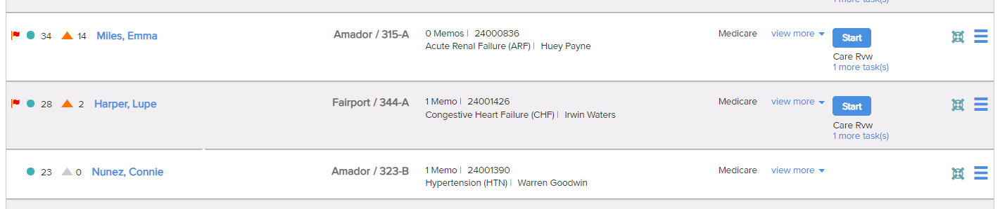 1 more task(s)
34 14 Miles, Emma Amador / 315-A 0 Memos | 24000836 Medicare view more Start
Acute Renal Failure (ARF) | Huey Payne
Care Rvw
1 more task(s)
28 2 Harper, Lupe Fairport / 344-A 1 Memo | 24001426 Medicare view more Start
Congestive Heart Failure (CHF) | Irwin Waters
Care Rvw
1 more task(s)
23 0 Nunez, Connie Amador / 323-B 1 Memo | 24001390 Medicare view more
Hypertension (HTN) | Warren Goodwin